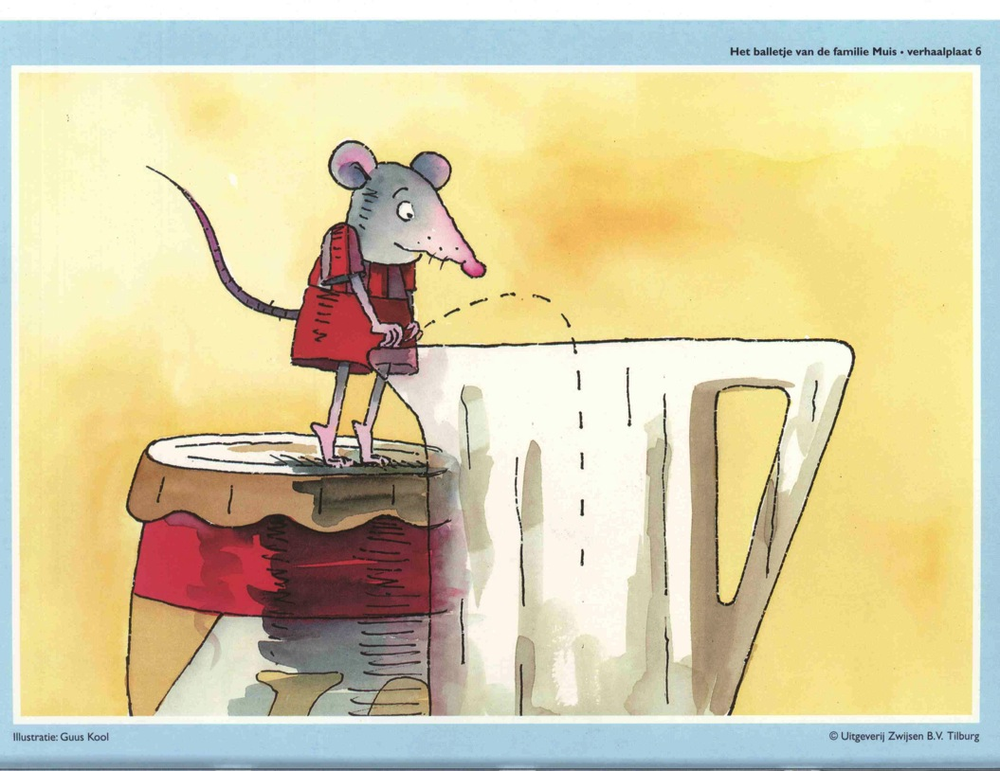 Het balletje van de familie Muis • verhaalplaat 6
Illustratie: Guus Kool
© Uitgeverij Zwijsen B.V. Tilburg